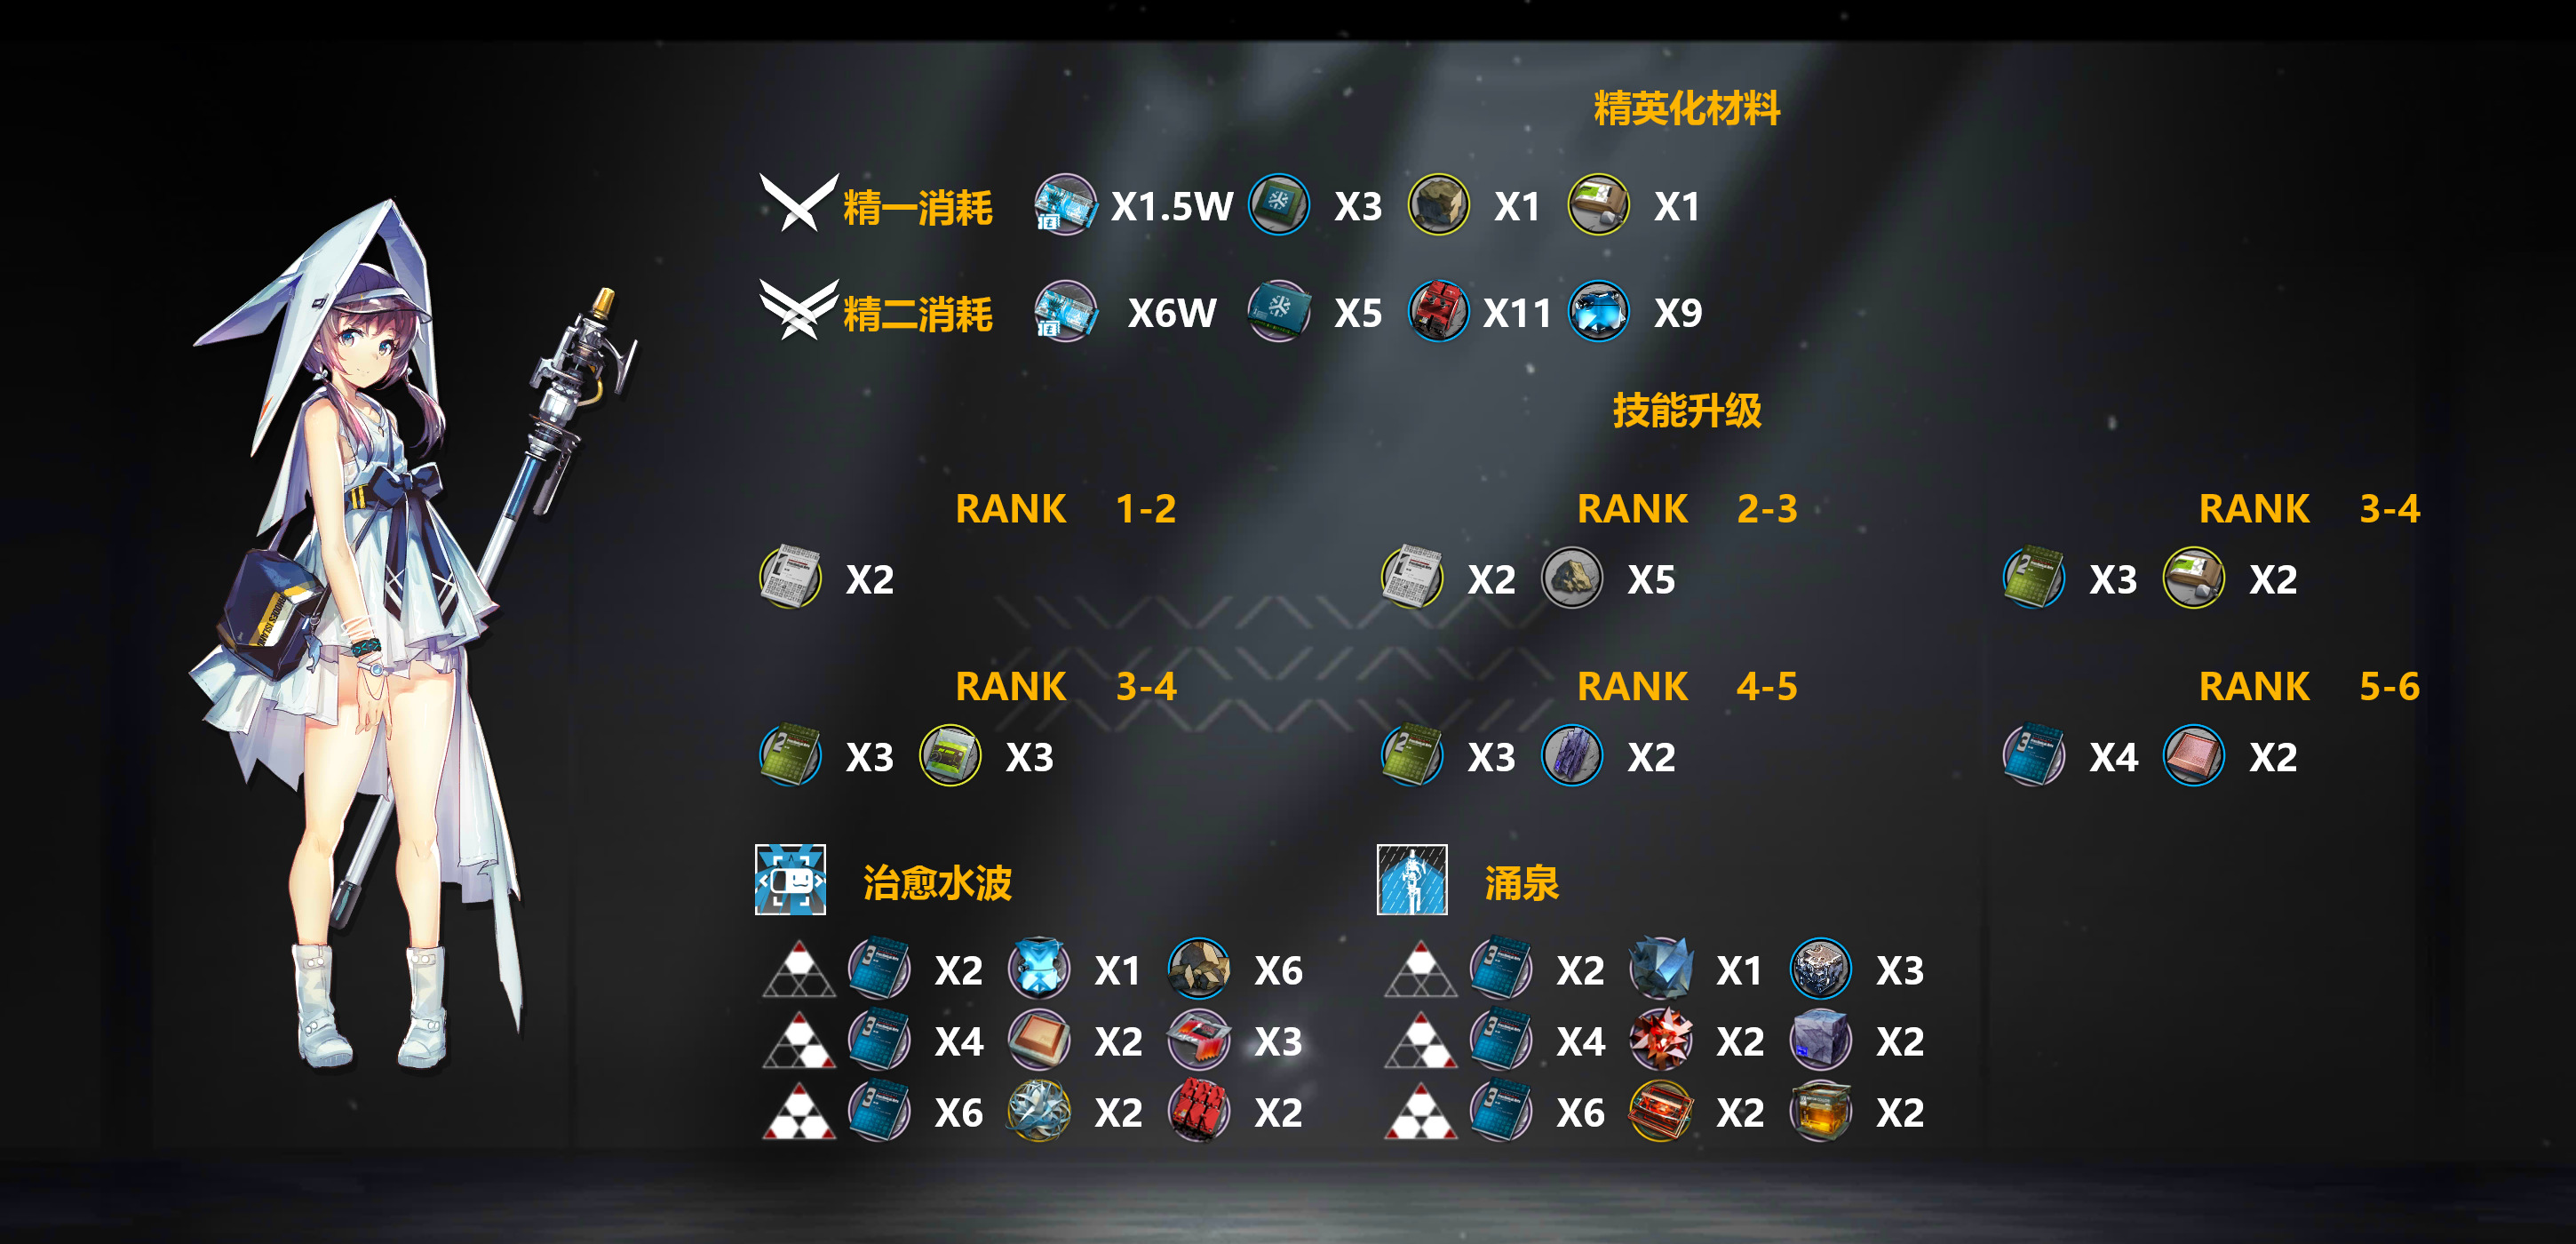 精英化材料
精一消耗 X1.5W X3 X1 X1
精二消耗 X6W X5 X11 X9
技能升级
RANK 1-2 RANK 2-3 RANK 3-4
X2 X2 X5 X3 X2
RANK 3-4 RANK 4-5 RANK 5-6
X3 X3 X3 X2 X4 X2
治愈水波 涌泉
X2 X1 X6 X2 X1 X3
X4 X2 X3 X4 X2 X2
X6 X2 X2 X6 X2 X2